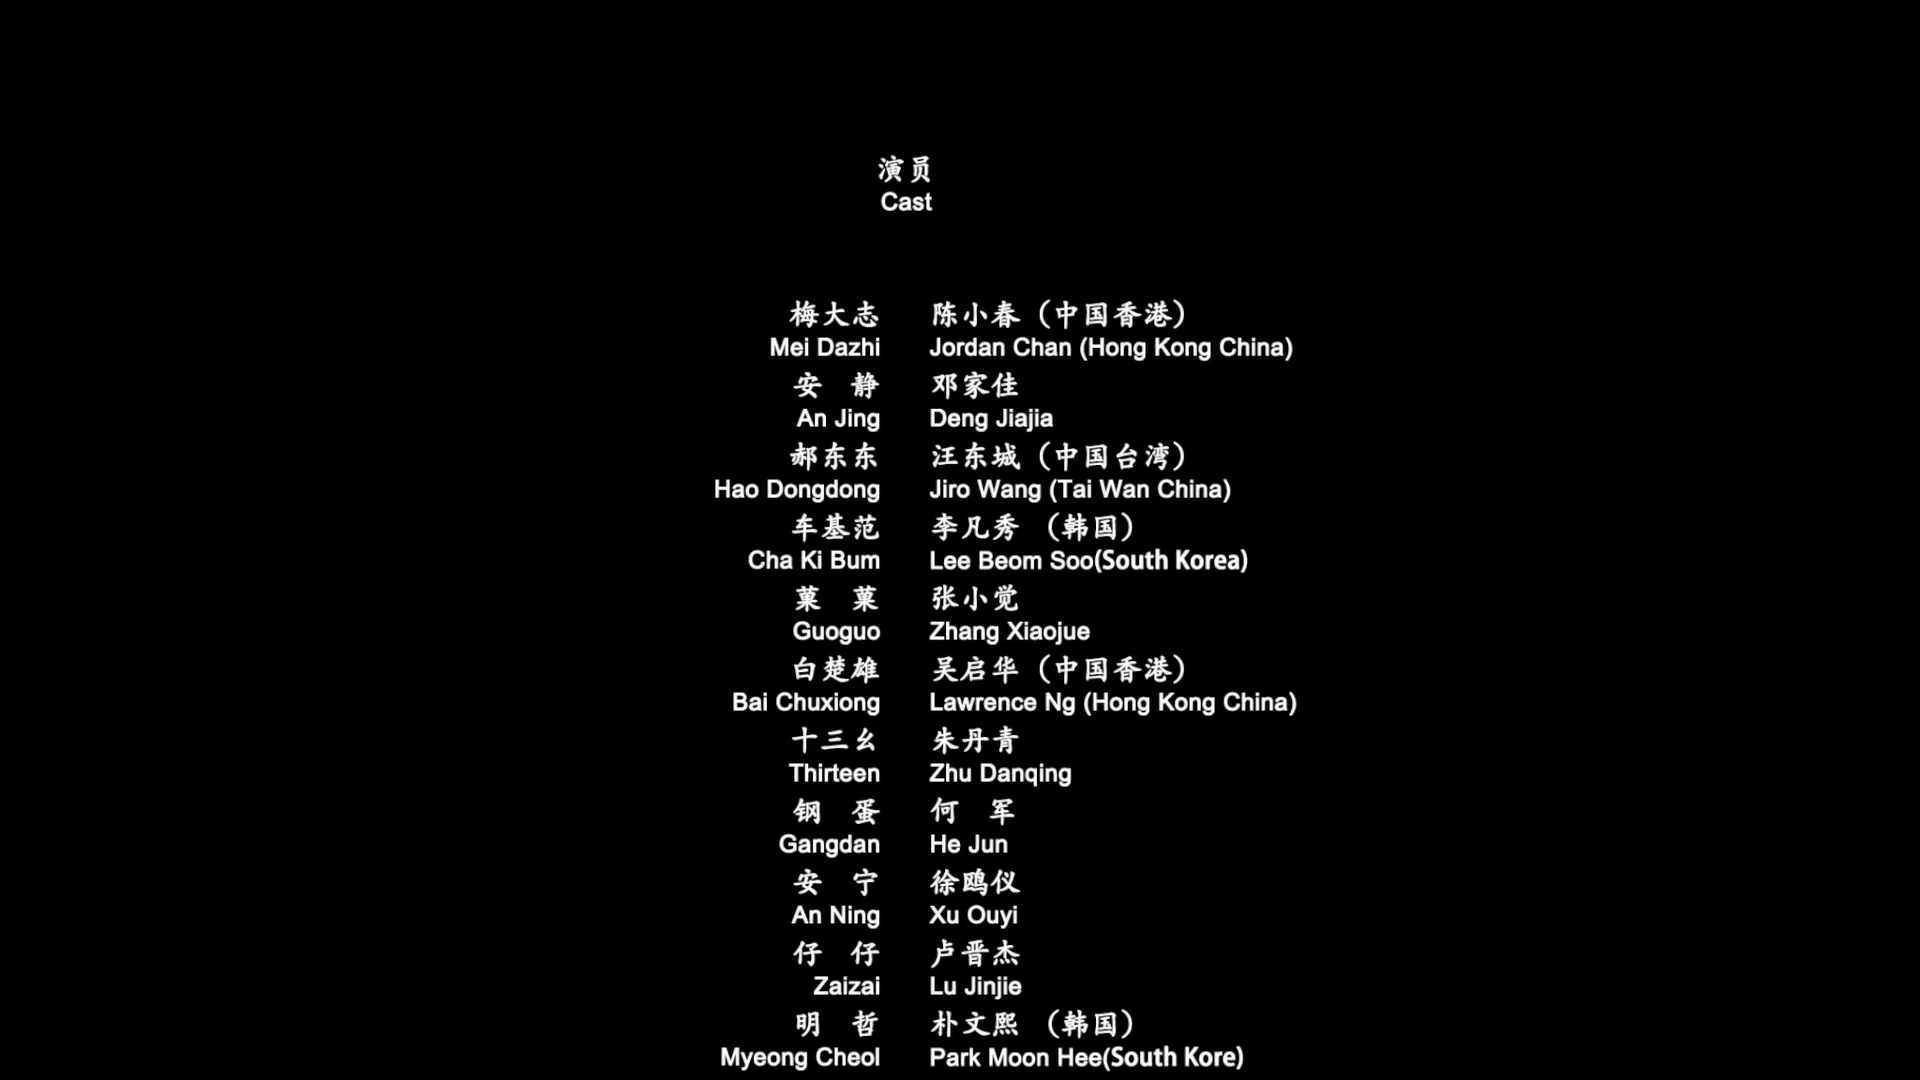 演员
Cast
梅大志 陈小春（中国香港）
Mei Dazhi Jordan Chan (Hong Kong China)
安 静 邓家佳
An Jing Deng Jiajia
郝东东 汪东城（中国台湾）
Hao Dongdong Jiro Wang (Tai Wan China)
车基范 李凡秀 （韩国）
Cha Ki Bum Lee Beom Soo(South Korea)
菓 菓 张小觉
Guoguo Zhang Xiaojue
白楚雄 吴启华（中国香港）
Bai Chuxiong Lawrence Ng (Hong Kong China)
十三幺 朱丹青
Thirteen Zhu Danqing
钢 蛋 何 军
Gangdan He Jun
安 宁 徐鸥仪
An Ning Xu Ouyi
仔 仔 卢晋杰
Zaizai Lu Jinjie
明 哲 朴文熙 （韩国）
Myeong Cheol Park Moon Hee(South Kore)